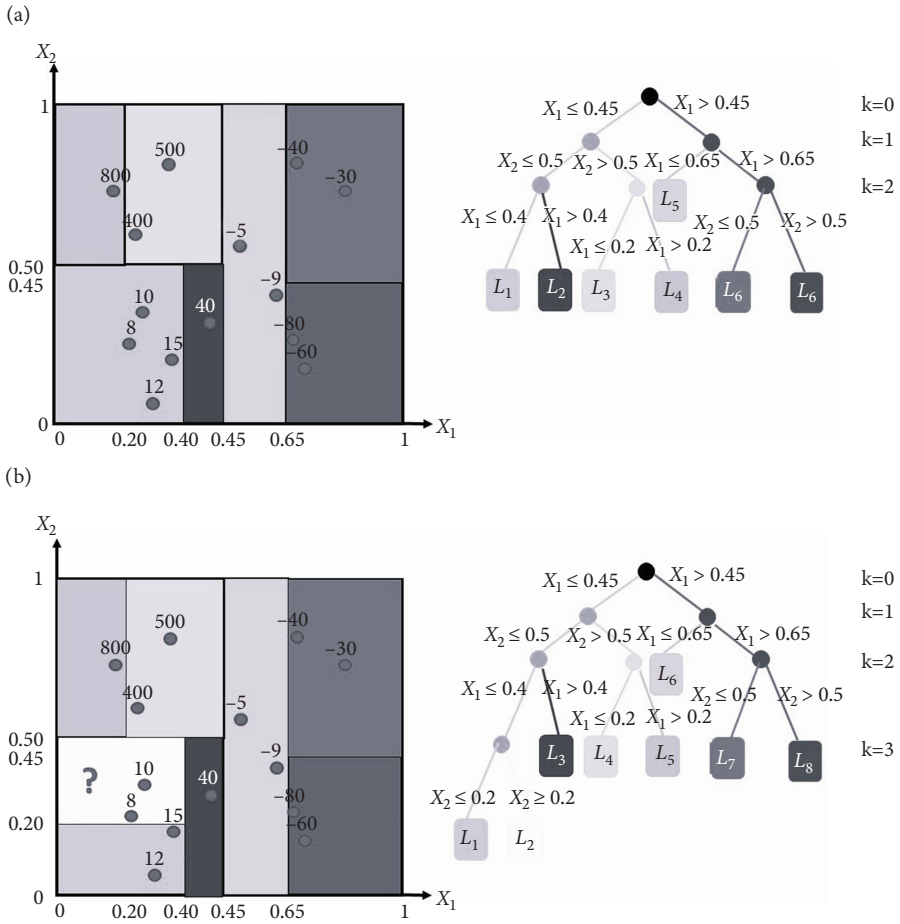 (a)
X2
1
0.50
0.45
0
0 0.20 0.40 0.45 0.65 1
X1
800
500
400
–5
–40
–30
–9
10
8
15
12
40
–80
–60
X1 ≤ 0.45 X1 > 0.45
X2 ≤ 0.5 X2 > 0.5 X1 ≤ 0.65 X1 > 0.65
X1 ≤ 0.4 X1 > 0.4 X1 ≤ 0.2 X1 > 0.2 X2 ≤ 0.5 X2 > 0.5
L5
L1 L2 L3 L4 L6 L6
k=0
k=1
k=2
(b)
X2
1
0.50
0.45
0.20
0
0 0.20 0.40 0.45 0.65 1
X1
800
500
400
–5
–40
–30
–9
?
10
8
15
12
40
–80
–60
X1 ≤ 0.45 X1 > 0.45
X2 ≤ 0.5 X2 > 0.5 X1 ≤ 0.65 X1 > 0.65
L6
X1 ≤ 0.4 X1 > 0.4 X1 ≤ 0.2 X1 > 0.2 X2 ≤ 0.5 X2 > 0.5
L3 L4 L5 L7 L8
X2 ≤ 0.2 X2 ≥ 0.2
L1 L2
k=0
k=1
k=2
k=3